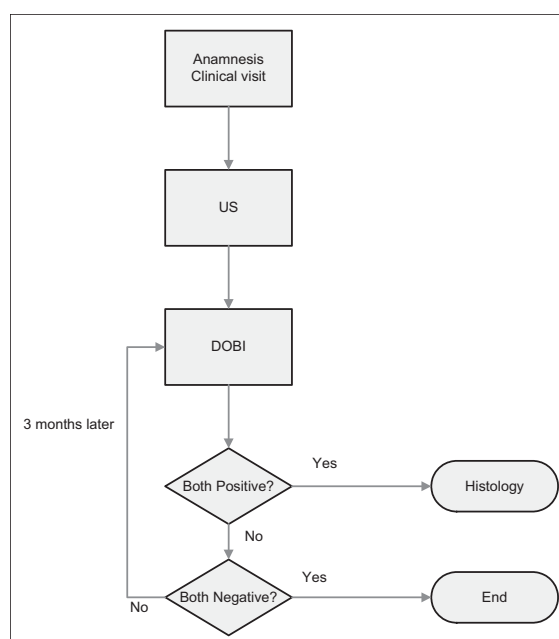 Anamnesis
Clinical visit
US
DOBI
3 months later
Both Positive?
Yes
Histology
No
Both Negative?
Yes
End
No